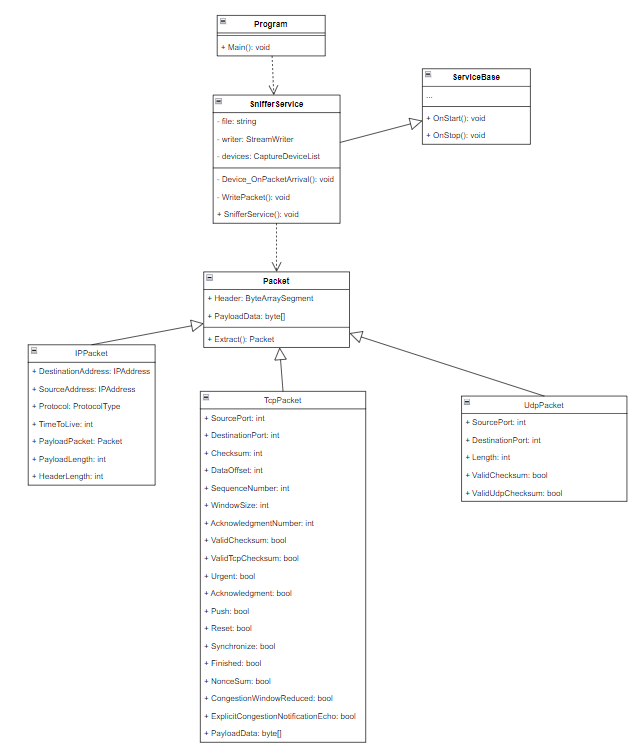 Program
+ Main(): void
ServiceBase
...
+ OnStart(): void
+ OnStop(): void
SnifferService
- file: string
- writer: StreamWriter
- devices: CaptureDeviceList
- Device_OnPacketArrival(): void
- WritePacket(): void
+ SnifferService(): void
Packet
+ Header: ByteArraySegment
+ PayloadData: byte[]
+ Extract(): Packet
IPPacket
+ DestinationAddress: IPAddress
+ SourceAddress: IPAddress
+ Protocol: ProtocolType
+ TimeToLive: int
+ PayloadPacket: Packet
+ PayloadLength: int
+ HeaderLength: int
TcpPacket
+ SourcePort: int
+ DestinationPort: int
+ Checksum: int
+ DataOffset: int
+ SequenceNumber: int
+ WindowSize: int
+ AcknowledgmentNumber: int
+ ValidChecksum: bool
+ ValidTcpChecksum: bool
+ Urgent: bool
+ Acknowledgment: bool
+ Push: bool
+ Reset: bool
+ Synchronize: bool
+ Finished: bool
+ NonceSum: bool
+ CongestionWindowReduced: bool
+ ExplicitCongestionNotificationEcho: bool
+ PayloadData: byte[]
UdpPacket
+ SourcePort: int
+ DestinationPort: int
+ Length: int
+ ValidChecksum: bool
+ ValidUdpChecksum: bool